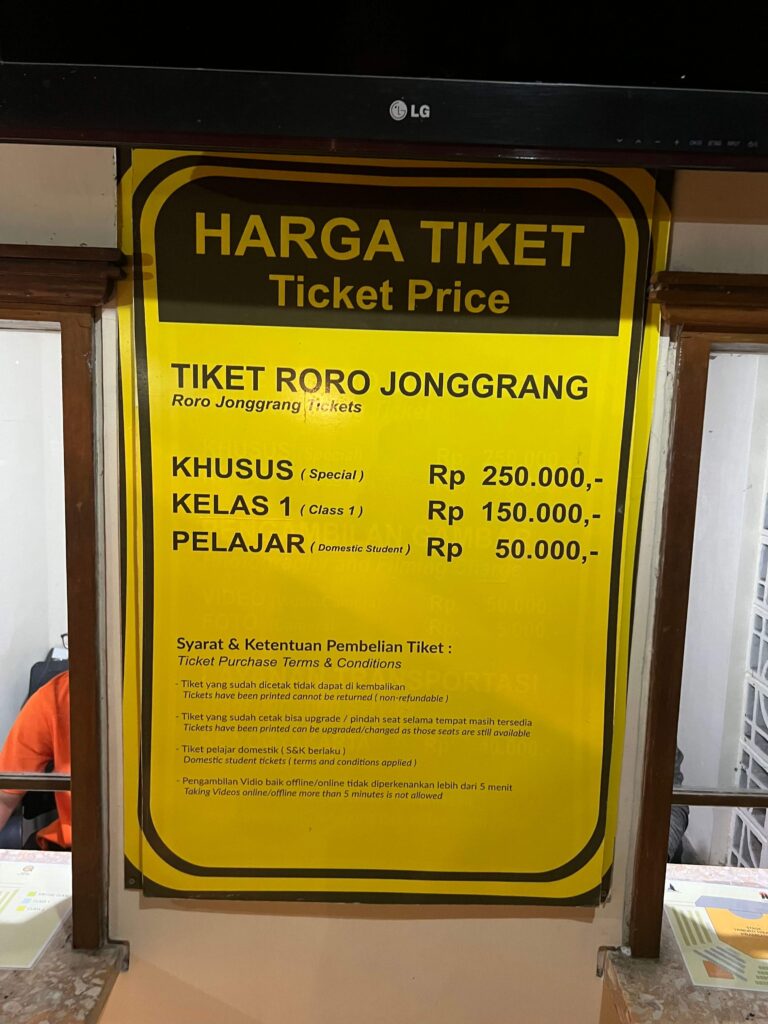 LG
HARGA TIKET
Ticket Price
TIKET RORO JONGGRANG
Roro Jonggrang Tickets
KHUSUS ( Special ) Rp 250.000,-
KELAS 1 ( Class 1 ) Rp 150.000,-
PELAJAR ( Domestic Student ) Rp 50.000,-
Syarat & Ketentuan Pembelian Tiket :
Ticket Purchase Terms & Conditions
- Tiket yang sudah dicetak tidak dapat di kembalikan
Tickets have been printed cannot be returned ( non-refundable )
- Tiket yang sudah cetak bisa upgrade / pindah seat selama tempat masih tersedia
Tickets have been printed can be upgraded/changed as those seats are still available
- Tiket pelajar domestik ( S&K berlaku )
Domestic student tickets ( terms and conditions applied )
- Pengambilan Vidio baik offline/online tidak diperkenankan lebih dari 5 menit
Taking Videos online/offline more than 5 minutes is not allowed